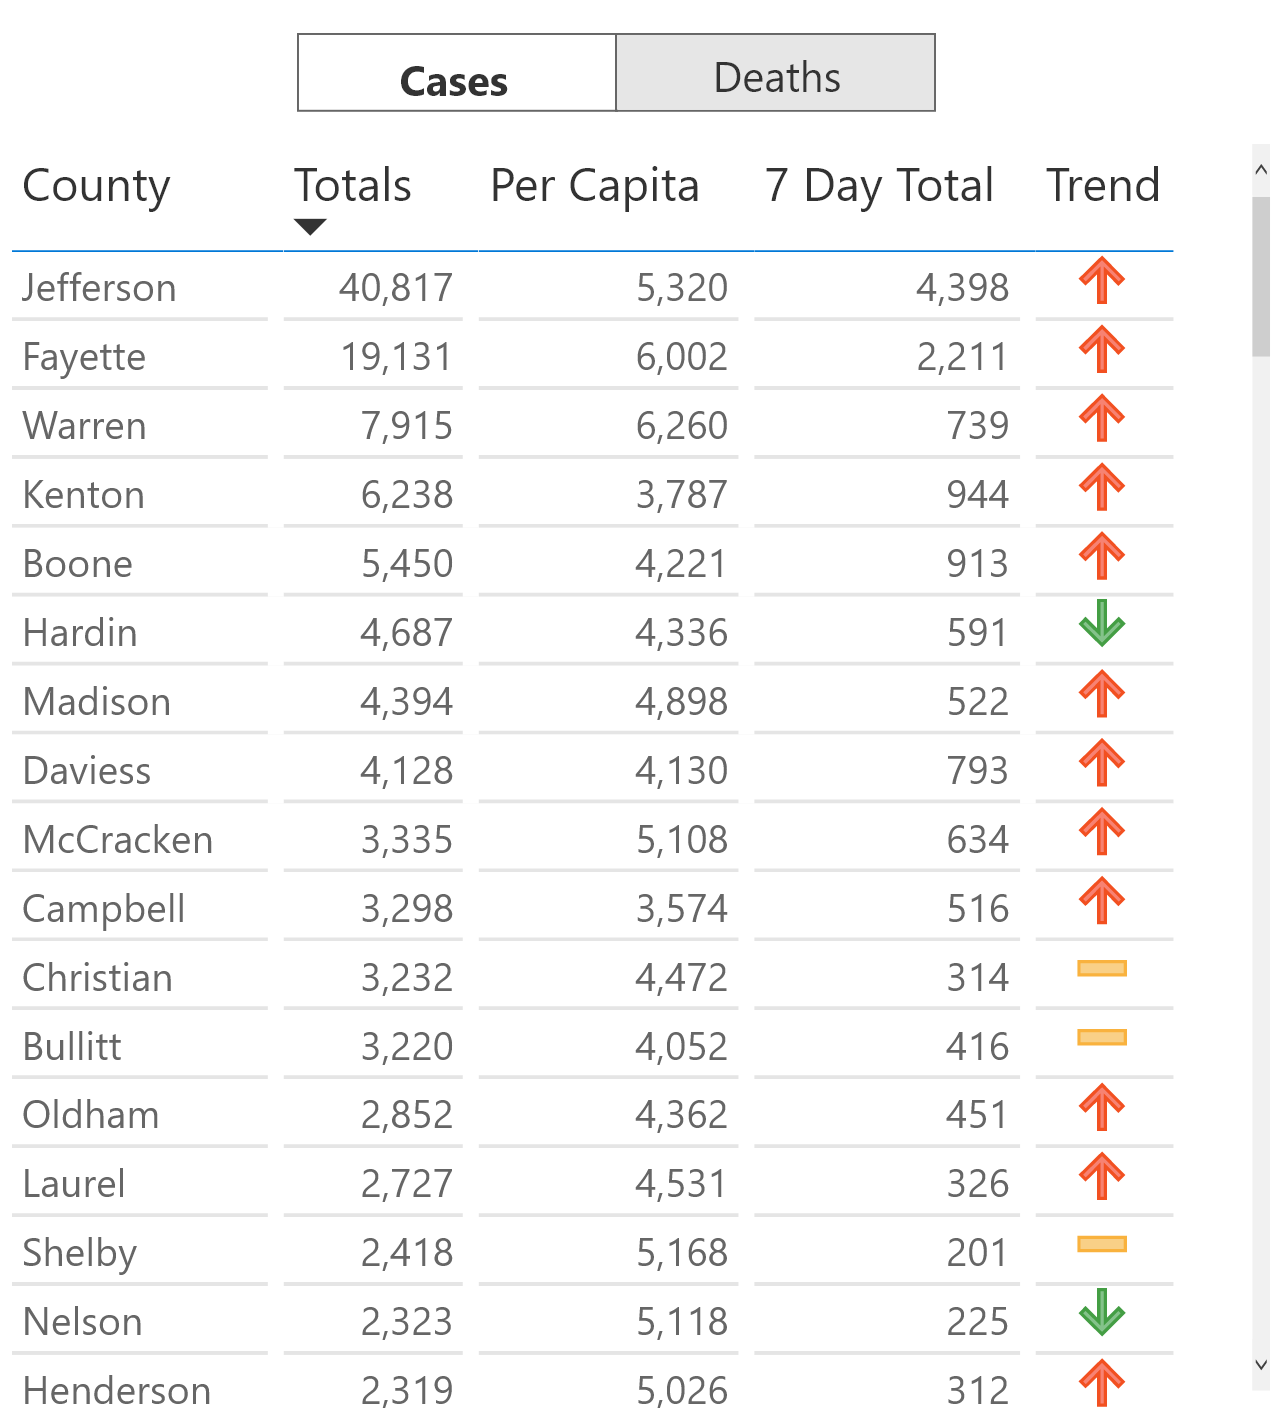 Cases Deaths
County Totals Per Capita 7 Day Total Trend
Jefferson 40,817 5,320 4,398
Fayette 19,131 6,002 2,211
Warren 7,915 6,260 739
Kenton 6,238 3,787 944
Boone 5,450 4,221 913
Hardin 4,687 4,336 591
Madison 4,394 4,898 522
Daviess 4,128 4,130 793
McCracken 3,335 5,108 634
Campbell 3,298 3,574 516
Christian 3,232 4,472 314
Bullitt 3,220 4,052 416
Oldham 2,852 4,362 451
Laurel 2,727 4,531 326
Shelby 2,418 5,168 201
Nelson 2,323 5,118 225
Henderson 2,319 5,026 312